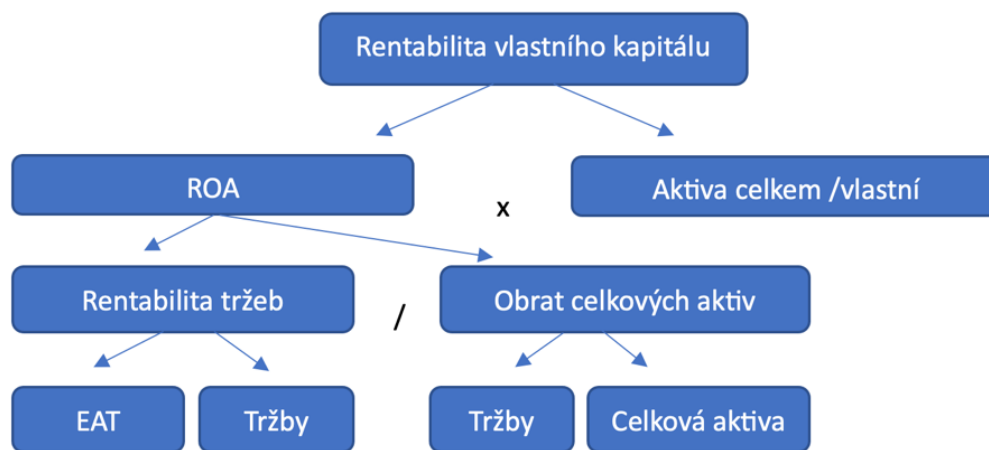 Rentabilita vlastního kapitálu
ROA
x
Aktiva celkem /vlastní
Rentabilita tržeb
/
Obrat celkových aktiv
EAT
Tržby
Tržby
Celková aktiva